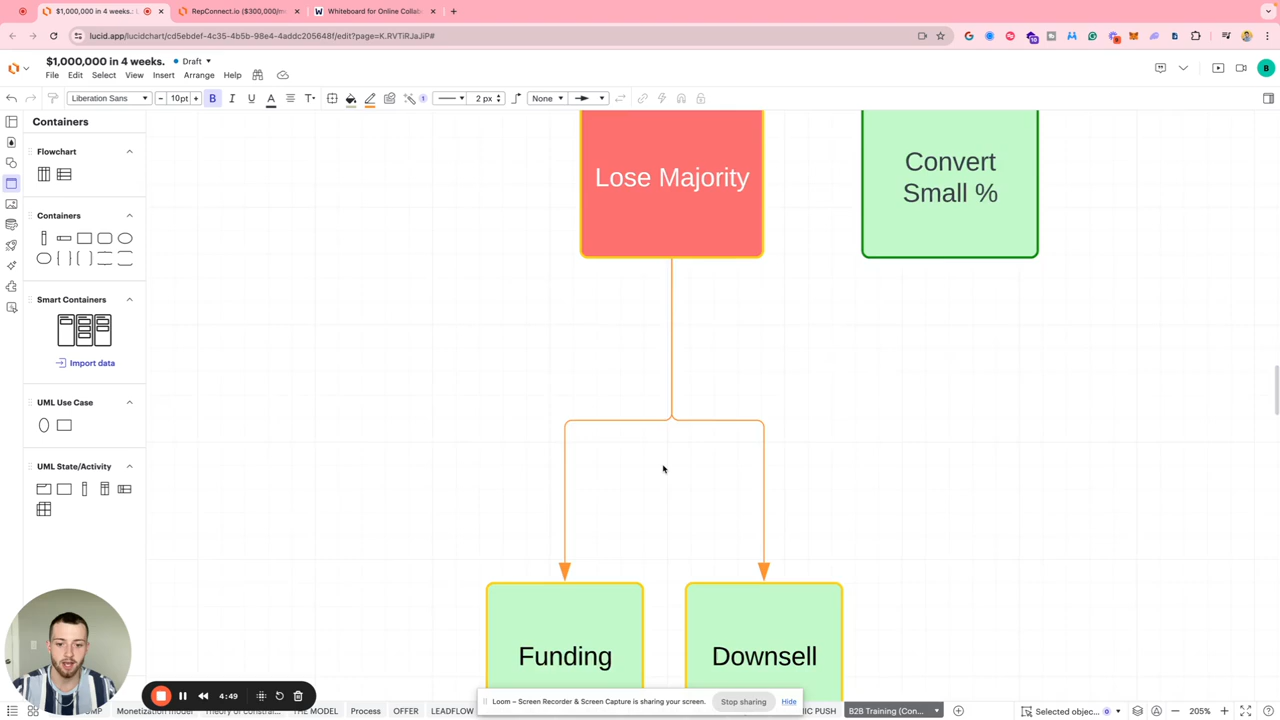 $1,000,000 in 4 weeks.: L
RepConnect.io ($300,000/m
Whiteboard for Online Collab
lucid.app/lucidchart/cd5ebdef-4c35-4b5b-98e4-4addc205648f/edit?page=K.RVTiRJaJiP#
$1,000,000 in 4 weeks.
Draft
File Edit Select View Insert Arrange Help
B
Liberation Sans
10pt
2 px
None
1
Containers
Flowchart
Containers
Smart Containers
Import data
UML Use Case
UML State/Activity
Lose Majority
Convert
Small %
Funding
Downsell
4:49
Loom – Screen Recorder & Screen Capture is sharing your screen.
Stop sharing
Hide
Monetization model
THE MODEL
Process
OFFER
LEADFLOW
B2B Training (Con...
Selected objec...
0
205%